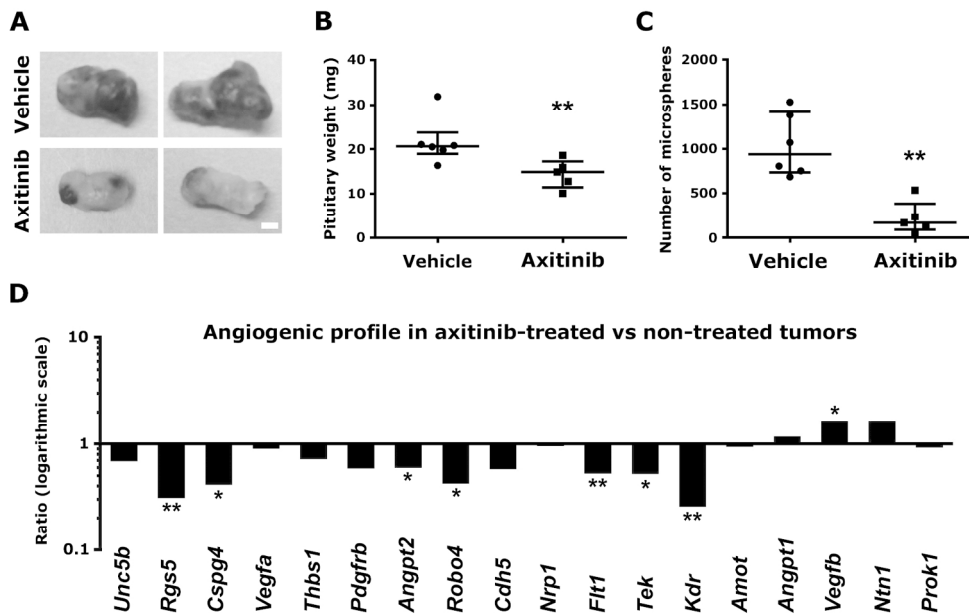 A
Vehicle
Axitinib
B
Pituitary weight (mg)
40
30
20
10
0
**
Vehicle
Axitinib
C
Number of microspheres
1500
1000
500
0
**
Vehicle
Axitinib
D
Angiogenic profile in axitinib-treated vs non-treated tumors
Ratio (logarithmic scale)
10
1
0.1
**
*
*
*
**
*
**
*
Unc5b
Rgs5
Cspg4
Vegfa
Thbs1
Pdgfrb
Angpt2
Robo4
Cdh5
Nrp1
Flt1
Tek
Kdr
Amot
Angpt1
Vegfb
Ntn1
Prok1